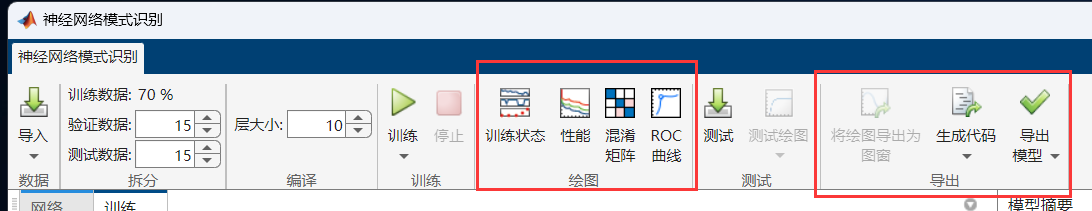 神经网络模式识别
神经网络模式识别
导入
训练数据: 70 %
验证数据: 15
测试数据: 15
层大小: 10
训练
停止
训练状态
性能
混淆
矩阵
ROC
曲线
测试
测试绘图
将绘图导出为
图窗
生成代码
导出
模型
数据
拆分
编译
训练
绘图
测试
导出
网络
训练
模型摘要